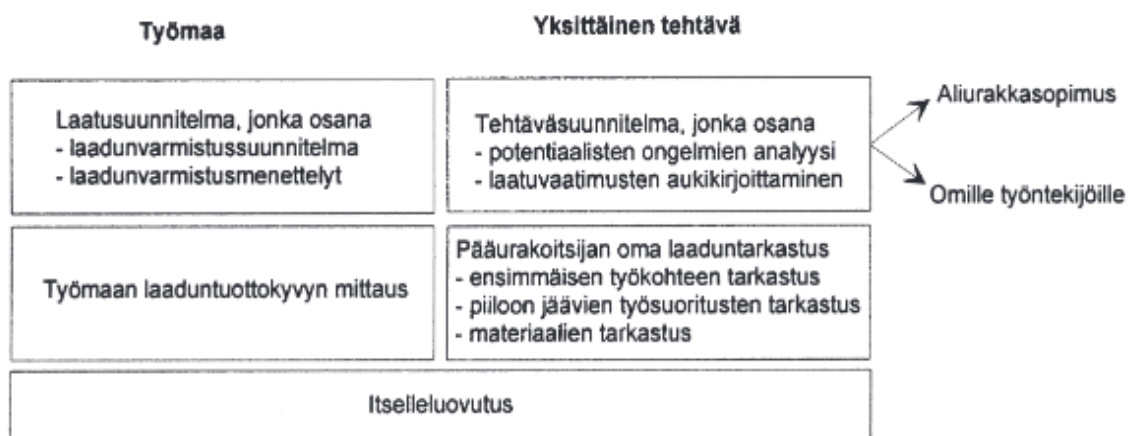 Työmaa
Yksittäinen tehtävä
Laatusuunnitelma, jonka osana
- laadunvarmistussuunnitelma
- laadunvarmistusmenettelyt
Tehtäväsuunnitelma, jonka osana
- potentiaalisten ongelmien analyysi
- laatuvaatimusten aukikirjoittaminen
Aliurakkasopimus
Omille työntekijöille
Työmaan laaduntuottokyvyn mittaus
Pääurakoitsijan oma laaduntarkastus
- ensimmäisen työkohteen tarkastus
- piiloon jäävien työsuoritusten tarkastus
- materiaalien tarkastus
Itselleluovutus